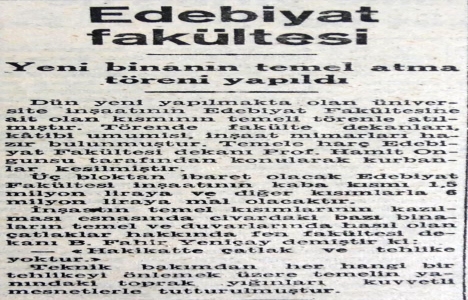 Edebiyat
fakültesi
Yeni binânın temel atma
töreni yapıldı
Dün yeni yapılmakta olan üniver-
site inşaatının Edebiyat Fakültesine
ait olan kısmının temeli törenle atıl-
mıştır. Törende fakülte dekanları,
kâtibi umumisi, inşaat mimarları ha-
zır bulunmuştur. Temele harç Edebi-
yat Fakültesi dekanı Prof. Hamit On-
gunsu tarafından konularak kurban-
lar kesilmiştir.
Üç bloktan ibaret olacak Edebiyat
Fakültesi inşaatının kaba kısmı 1,5
milyon liraya ve diğer kısımlarla 6
milyon liraya mal olacaktır.
İnşaatın temel kısımlarının kazıl-
ması esnasında civardaki bazı bina-
ların temel ve duvarlarında hasıl olan
çatlaklar hakkında fen fakültesi de-
kanı B. Fahir Yeniçay demiştir ki:
— Hakikatte çatlak ve tehlike
yoktur.»
Teknik bakımdan her hangi bir
tehlikeyi önlemek üzere temelin ya-
nındaki toprak yığınları kuvvetli
mesnetlerle tutturulmuştur.